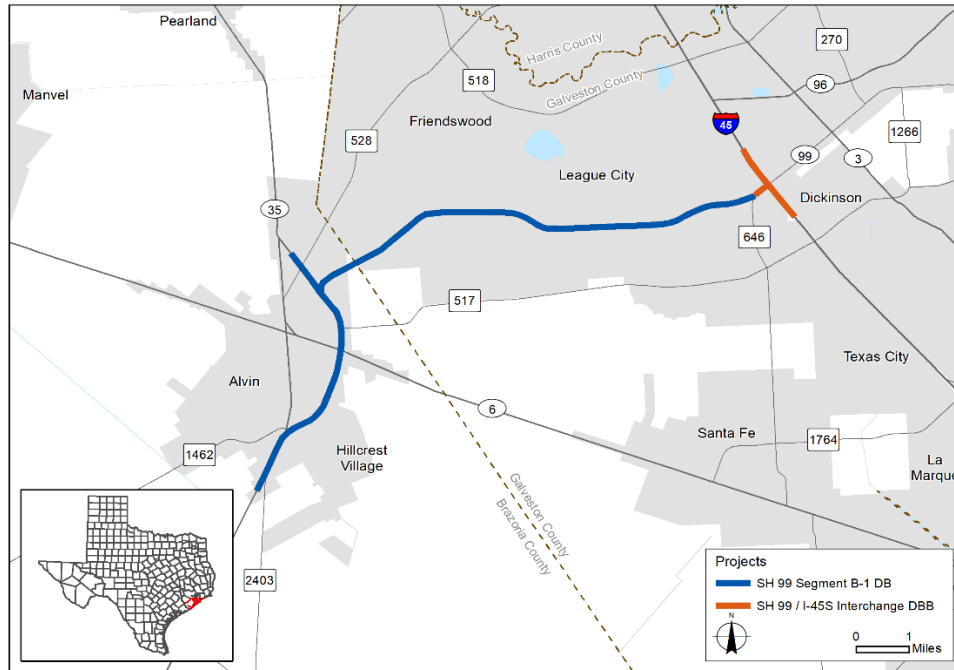 Pearland
Harris County
270
518
Galveston County
96
Manvel
45
Friendswood
1266
528
99
3
League City
Dickinson
35
646
517
Texas City
Alvin
6
Santa Fe
1764
1462
Hillcrest
Village
La
Marque
Galveston County
Brazoria County
2403
Projects
SH 99 Segment B-1 DB
SH 99 / I-45S Interchange DBB
N
0 1
Miles